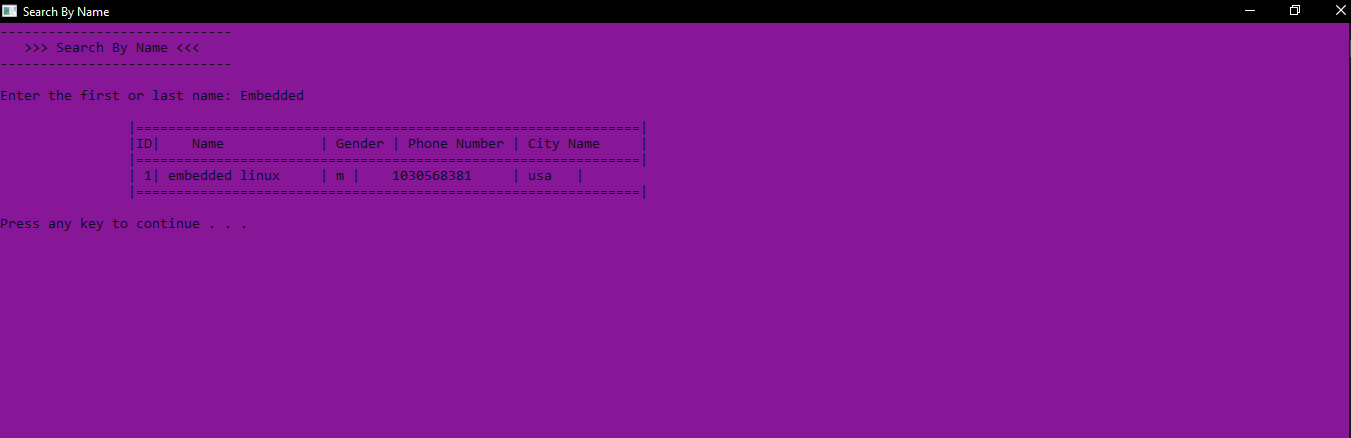 Search By Name
-----------------------------
   >>> Search By Name <<<
-----------------------------
Enter the first or last name: Embedded
                |===============================================================|
                |ID|    Name            | Gender | Phone Number | City Name     |
                |===============================================================|
                | 1| embedded linux     | m |    1030568381     | usa   |
                |===============================================================|
Press any key to continue . . .